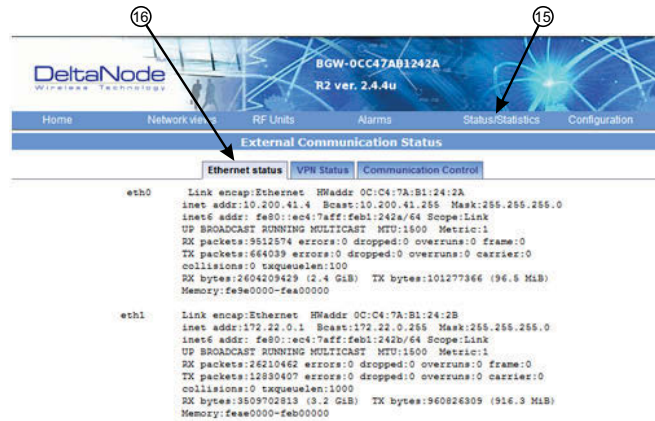 16
15
DeltaNode
Wireless Technology
BGW-0CC47AB1242A
R2 ver. 2.4.4u
Home Network views RF Units Alarms Status/Statistics Configuration
External Communication Status
Ethernet status VPN Status Communication Control
eth0 Link encap:Ethernet HWaddr 0C:C4:7A:B1:24:2A
inet addr:10.200.41.4 Bcast:10.200.41.255 Mask:255.255.255.0
inet6 addr: fe80::ec4:7aff:feb1:242a/64 Scope:Link
UP BROADCAST RUNNING MULTICAST MTU:1500 Metric:1
RX packets:9512574 errors:0 dropped:0 overruns:0 frame:0
TX packets:664039 errors:0 dropped:0 overruns:0 carrier:0
collisions:0 txqueuelen:100
RX bytes:2604209429 (2.4 GiB) TX bytes:101277366 (96.5 MiB)
Memory:fe9e0000-fea00000
eth1 Link encap:Ethernet HWaddr 0C:C4:7A:B1:24:2B
inet addr:172.22.0.1 Bcast:172.22.0.255 Mask:255.255.255.0
inet6 addr: fe80::ec4:7aff:feb1:242b/64 Scope:Link
UP BROADCAST RUNNING MULTICAST MTU:1500 Metric:1
RX packets:26210462 errors:0 dropped:0 overruns:0 frame:0
TX packets:12830407 errors:0 dropped:0 overruns:0 carrier:0
collisions:0 txqueuelen:1000
RX bytes:3509702813 (3.2 GiB) TX bytes:960826309 (916.3 MiB)
Memory:feae0000-feb00000